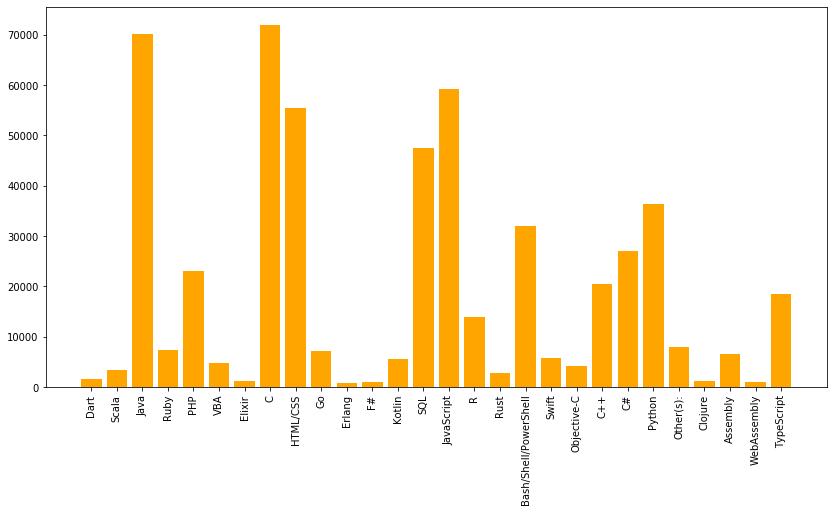 70000
60000
50000
40000
30000
20000
10000
0
Dart
Scala
Java
Ruby
PHP
VBA
Elixir
C
HTML/CSS
Go
Erlang
F#
Kotlin
SQL
JavaScript
R
Rust
Bash/Shell/PowerShell
Swift
Objective-C
C++
C#
Python
Other(s):
Clojure
Assembly
WebAssembly
TypeScript